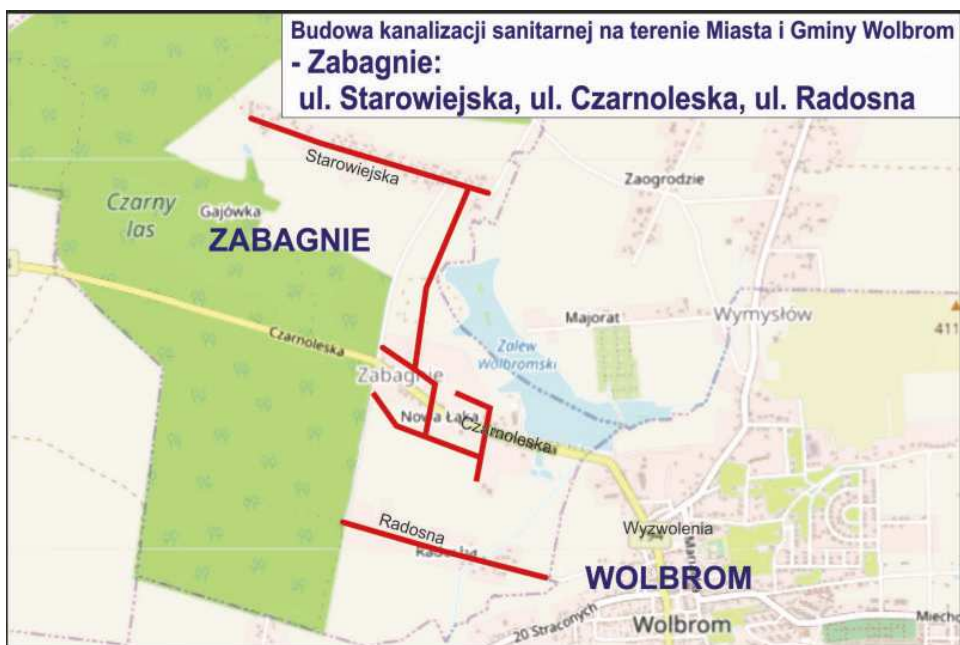 Budowa kanalizacji sanitarnej na terenie Miasta i Gminy Wolbrom
- Zabagnie:
ul. Starowiejska, ul. Czarnoleska, ul. Radosna
Starowiejska
Zaogrodzie
Czarny
las
Gajówka
ZABAGNIE
Majorat
Wymysłów
411
Czarnoleska
Zalew
Wolbromski
Zabagnie
Nowa Łąka
Czarnoleska
Radosna
Wyzwolenia
WOLBROM
20 Straconych
Wolbrom
Miecho